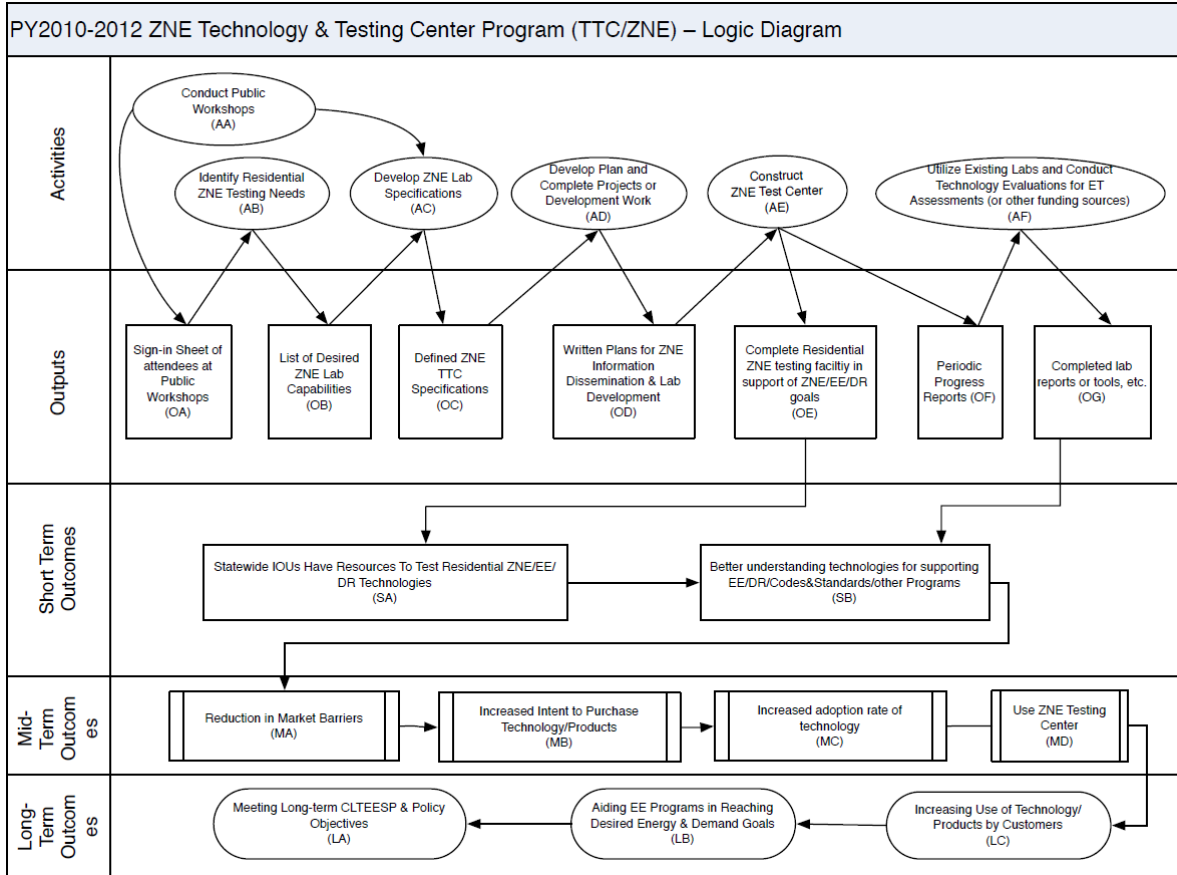 PY2010-2012 ZNE Technology & Testing Center Program (TTC/ZNE) – Logic Diagram
Activities
Conduct Public
Workshops
(AA)
Identify Residential
ZNE Testing Needs
(AB)
Develop ZNE Lab
Specifications
(AC)
Develop Plan and
Complete Projects or
Development Work
(AD)
Construct
ZNE Test Center
(AE)
Utilize Existing Labs and Conduct
Technology Evaluations for ET
Assessments (or other funding sources)
(AF)
Outputs
Sign-in Sheet of
attendees at
Public
Workshops
(OA)
List of Desired
ZNE Lab
Capabilities
(OB)
Defined ZNE
TTC
Specifications
(OC)
Written Plans for ZNE
Information
Dissemination & Lab
Development
(OD)
Complete Residential
ZNE testing faciltiy in
support of ZNE/EE/DR
goals
(OE)
Periodic
Progress
Reports (OF)
Completed lab
reports or tools, etc.
(OG)
Short Term
Outcomes
Statewide IOUs Have Resources To Test Residential ZNE/EE/
DR Technologies
(SA)
Better understanding technologies for supporting
EE/DR/Codes&Standards/other Programs
(SB)
Mid-
Term
Outcom
es
Reduction in Market Barriers
(MA)
Increased Intent to Purchase
Technology/Products
(MB)
Increased adoption rate of
technology
(MC)
Use ZNE Testing
Center
(MD)
Long-
Term
Outcom
es
Meeting Long-term CLTEESP & Policy
Objectives
(LA)
Aiding EE Programs in Reaching
Desired Energy & Demand Goals
(LB)
Increasing Use of Technology/
Products by Customers
(LC)